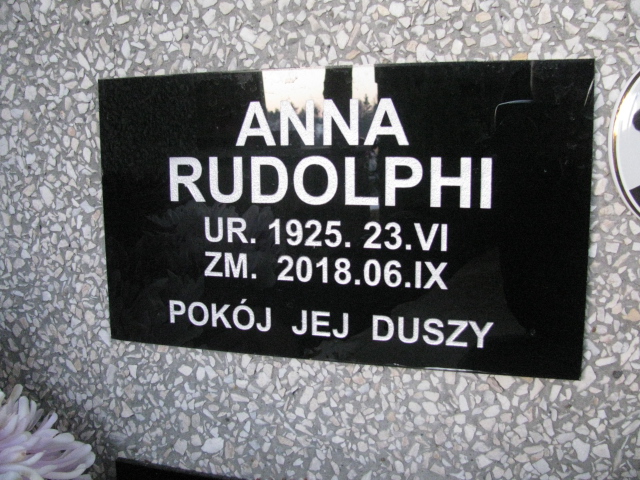 ANNA
RUDOLPHI
UR. 1925. 23.VI
ZM. 2018.06.IX
POKÓJ JEJ DUSZY